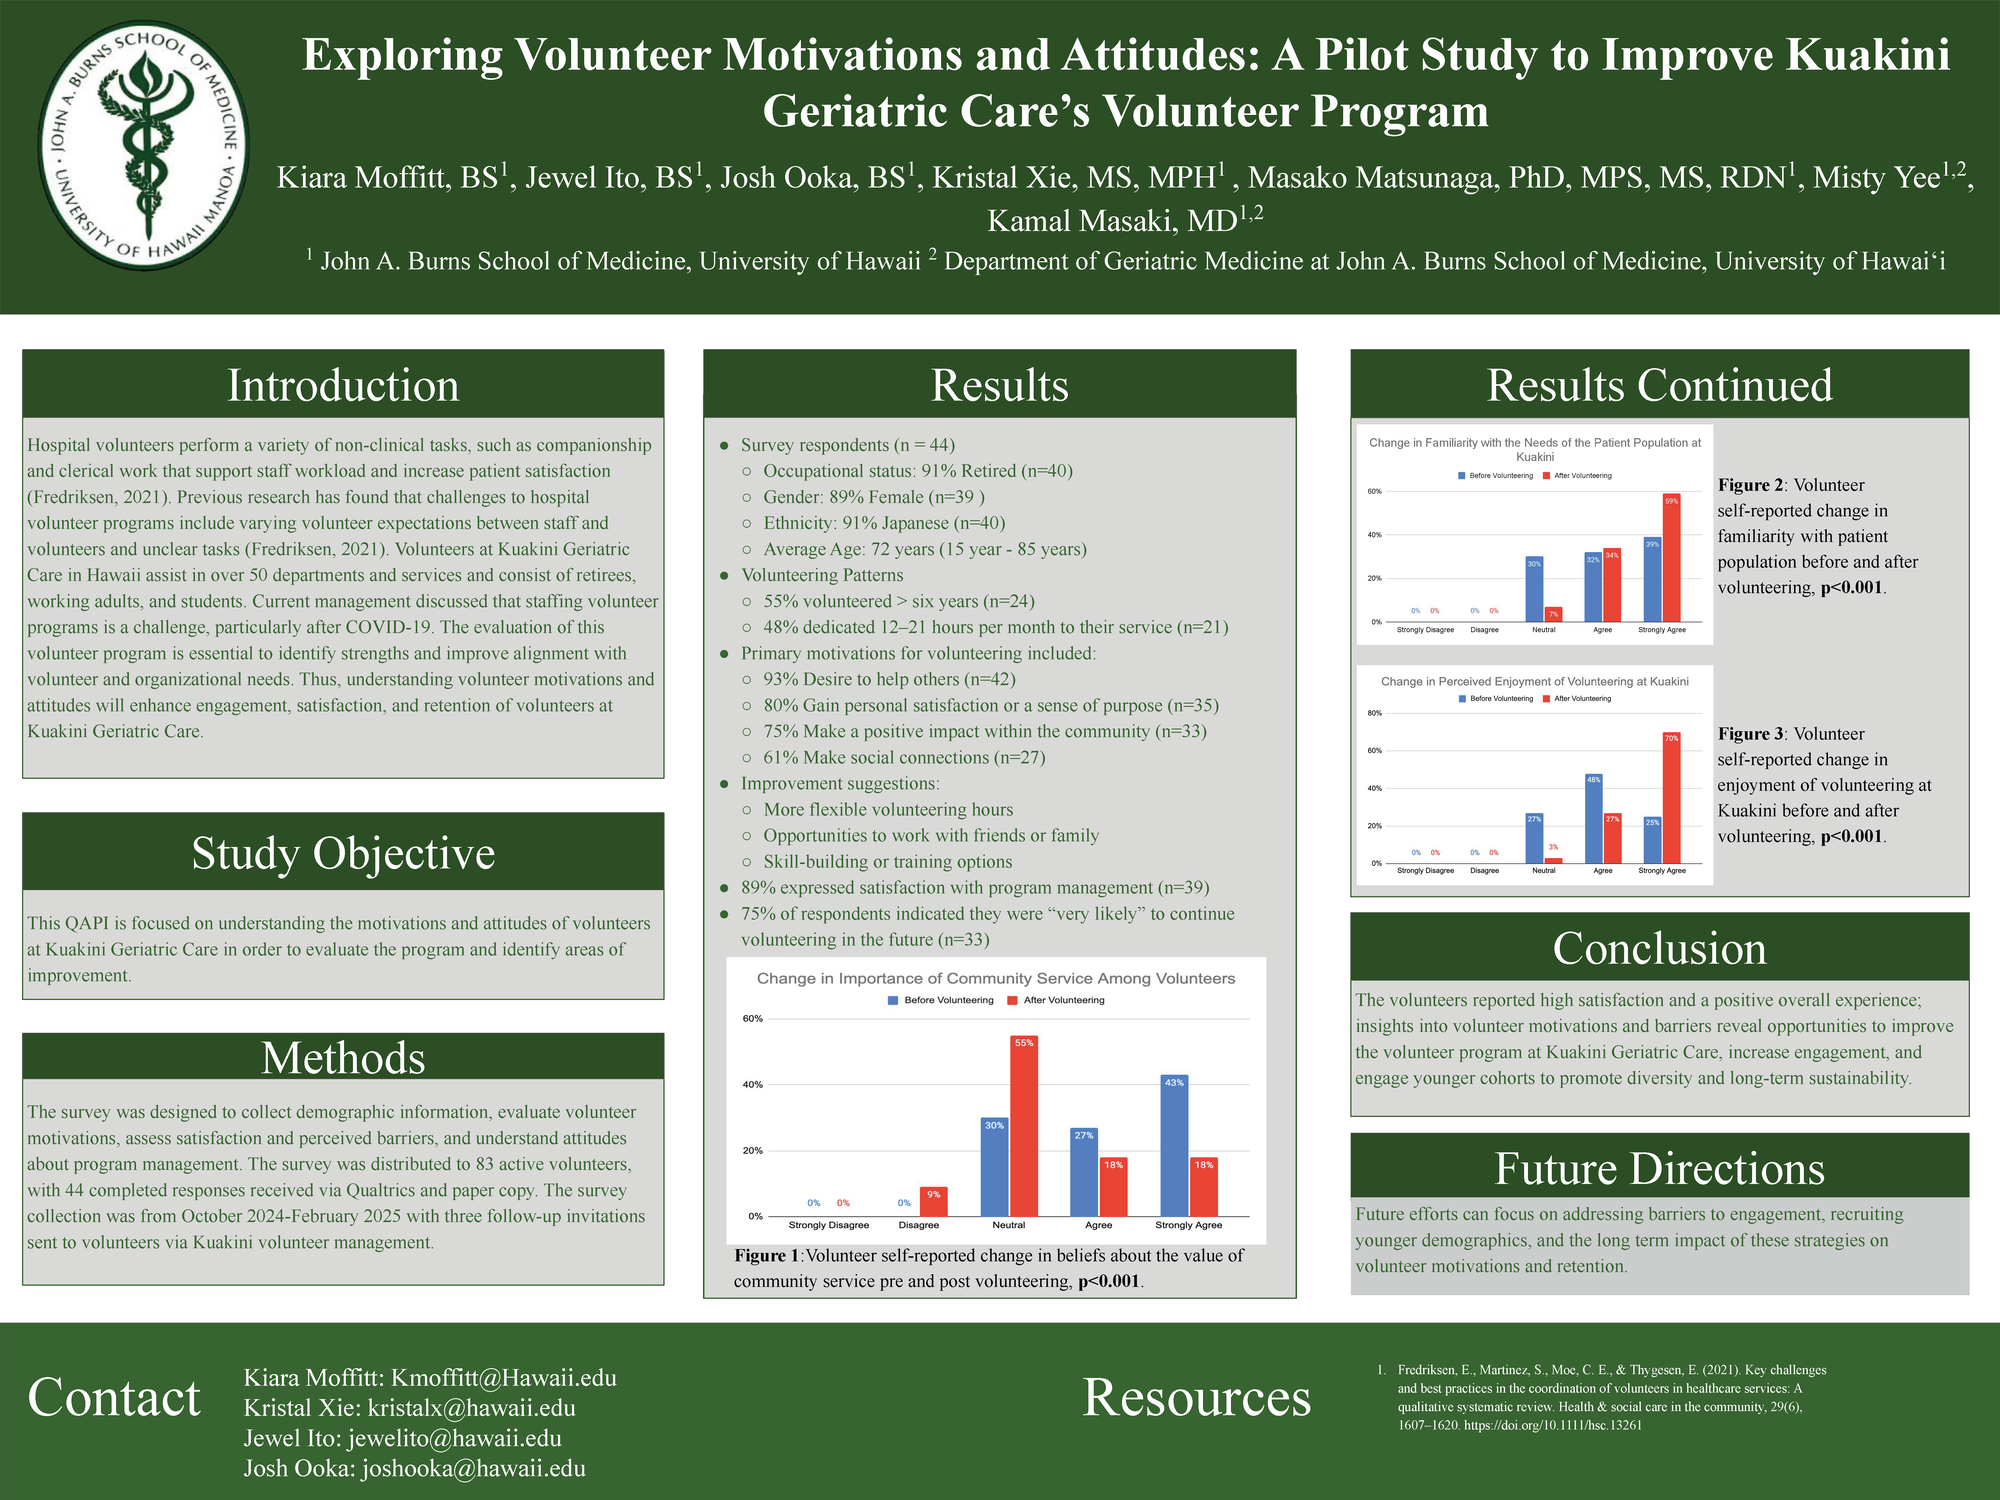 JOHN A. BURNS SCHOOL OF MEDICINE • UNIVERSITY OF HAWAII MANOA •
Exploring Volunteer Motivations and Attitudes: A Pilot Study to Improve Kuakini
Geriatric Care’s Volunteer Program
Kiara Moffitt, BS1, Jewel Ito, BS1, Josh Ooka, BS1, Kristal Xie, MS, MPH1 , Masako Matsunaga, PhD, MPS, MS, RDN1, Misty Yee1,2,
Kamal Masaki, MD1,2
1 John A. Burns School of Medicine, University of Hawaii 2 Department of Geriatric Medicine at John A. Burns School of Medicine, University of Hawai‘i
Introduction
Hospital volunteers perform a variety of non-clinical tasks, such as companionship
and clerical work that support staff workload and increase patient satisfaction
(Fredriksen, 2021). Previous research has found that challenges to hospital
volunteer programs include varying volunteer expectations between staff and
volunteers and unclear tasks (Fredriksen, 2021). Volunteers at Kuakini Geriatric
Care in Hawaii assist in over 50 departments and services and consist of retirees,
working adults, and students. Current management discussed that staffing volunteer
programs is a challenge, particularly after COVID-19. The evaluation of this
volunteer program is essential to identify strengths and improve alignment with
volunteer and organizational needs. Thus, understanding volunteer motivations and
attitudes will enhance engagement, satisfaction, and retention of volunteers at
Kuakini Geriatric Care.
Study Objective
This QAPI is focused on understanding the motivations and attitudes of volunteers
at Kuakini Geriatric Care in order to evaluate the program and identify areas of
improvement.
Methods
The survey was designed to collect demographic information, evaluate volunteer
motivations, assess satisfaction and perceived barriers, and understand attitudes
about program management. The survey was distributed to 83 active volunteers,
with 44 completed responses received via Qualtrics and paper copy. The survey
collection was from October 2024-February 2025 with three follow-up invitations
sent to volunteers via Kuakini volunteer management.
Results
● Survey respondents (n = 44)
○ Occupational status: 91% Retired (n=40)
○ Gender: 89% Female (n=39 )
○ Ethnicity: 91% Japanese (n=40)
○ Average Age: 72 years (15 year - 85 years)
● Volunteering Patterns
○ 55% volunteered > six years (n=24)
○ 48% dedicated 12–21 hours per month to their service (n=21)
● Primary motivations for volunteering included:
○ 93% Desire to help others (n=42)
○ 80% Gain personal satisfaction or a sense of purpose (n=35)
○ 75% Make a positive impact within the community (n=33)
○ 61% Make social connections (n=27)
● Improvement suggestions:
○ More flexible volunteering hours
○ Opportunities to work with friends or family
○ Skill-building or training options
● 89% expressed satisfaction with program management (n=39)
● 75% of respondents indicated they were “very likely” to continue
volunteering in the future (n=33)
Change in Importance of Community Service Among Volunteers
Before Volunteering After Volunteering
60%
40%
20%
0%
0% 0% 0% 9% 30% 55% 27% 18% 43% 18%
Strongly Disagree Disagree Neutral Agree Strongly Agree
Figure 1:Volunteer self-reported change in beliefs about the value of
community service pre and post volunteering, p<0.001.
Results Continued
Change in Familiarity with the Needs of the Patient Population at
Kuakini
Before Volunteering After Volunteering
60%
40%
20%
0%
0% 0% 0% 0% 30% 7% 32% 34% 39% 59%
Strongly Disagree Disagree Neutral Agree Strongly Agree
Figure 2: Volunteer
self-reported change in
familiarity with patient
population before and after
volunteering, p<0.001.
Change in Perceived Enjoyment of Volunteering at Kuakini
Before Volunteering After Volunteering
80%
60%
40%
20%
0%
0% 0% 0% 0% 27% 3% 48% 27% 25% 70%
Strongly Disagree Disagree Neutral Agree Strongly Agree
Figure 3: Volunteer
self-reported change in
enjoyment of volunteering at
Kuakini before and after
volunteering, p<0.001.
Conclusion
The volunteers reported high satisfaction and a positive overall experience;
insights into volunteer motivations and barriers reveal opportunities to improve
the volunteer program at Kuakini Geriatric Care, increase engagement, and
engage younger cohorts to promote diversity and long-term sustainability.
Future Directions
Future efforts can focus on addressing barriers to engagement, recruiting
younger demographics, and the long term impact of these strategies on
volunteer motivations and retention.
Contact
Kiara Moffitt: Kmoffitt@Hawaii.edu
Kristal Xie: kristalx@hawaii.edu
Jewel Ito: jewelito@hawaii.edu
Josh Ooka: joshooka@hawaii.edu
Resources
1. Fredriksen, E., Martinez, S., Moe, C. E., & Thygesen, E. (2021). Key challenges
and best practices in the coordination of volunteers in healthcare services: A
qualitative systematic review. Health & social care in the community, 29(6),
1607–1620. https://doi.org/10.1111/hsc.13261